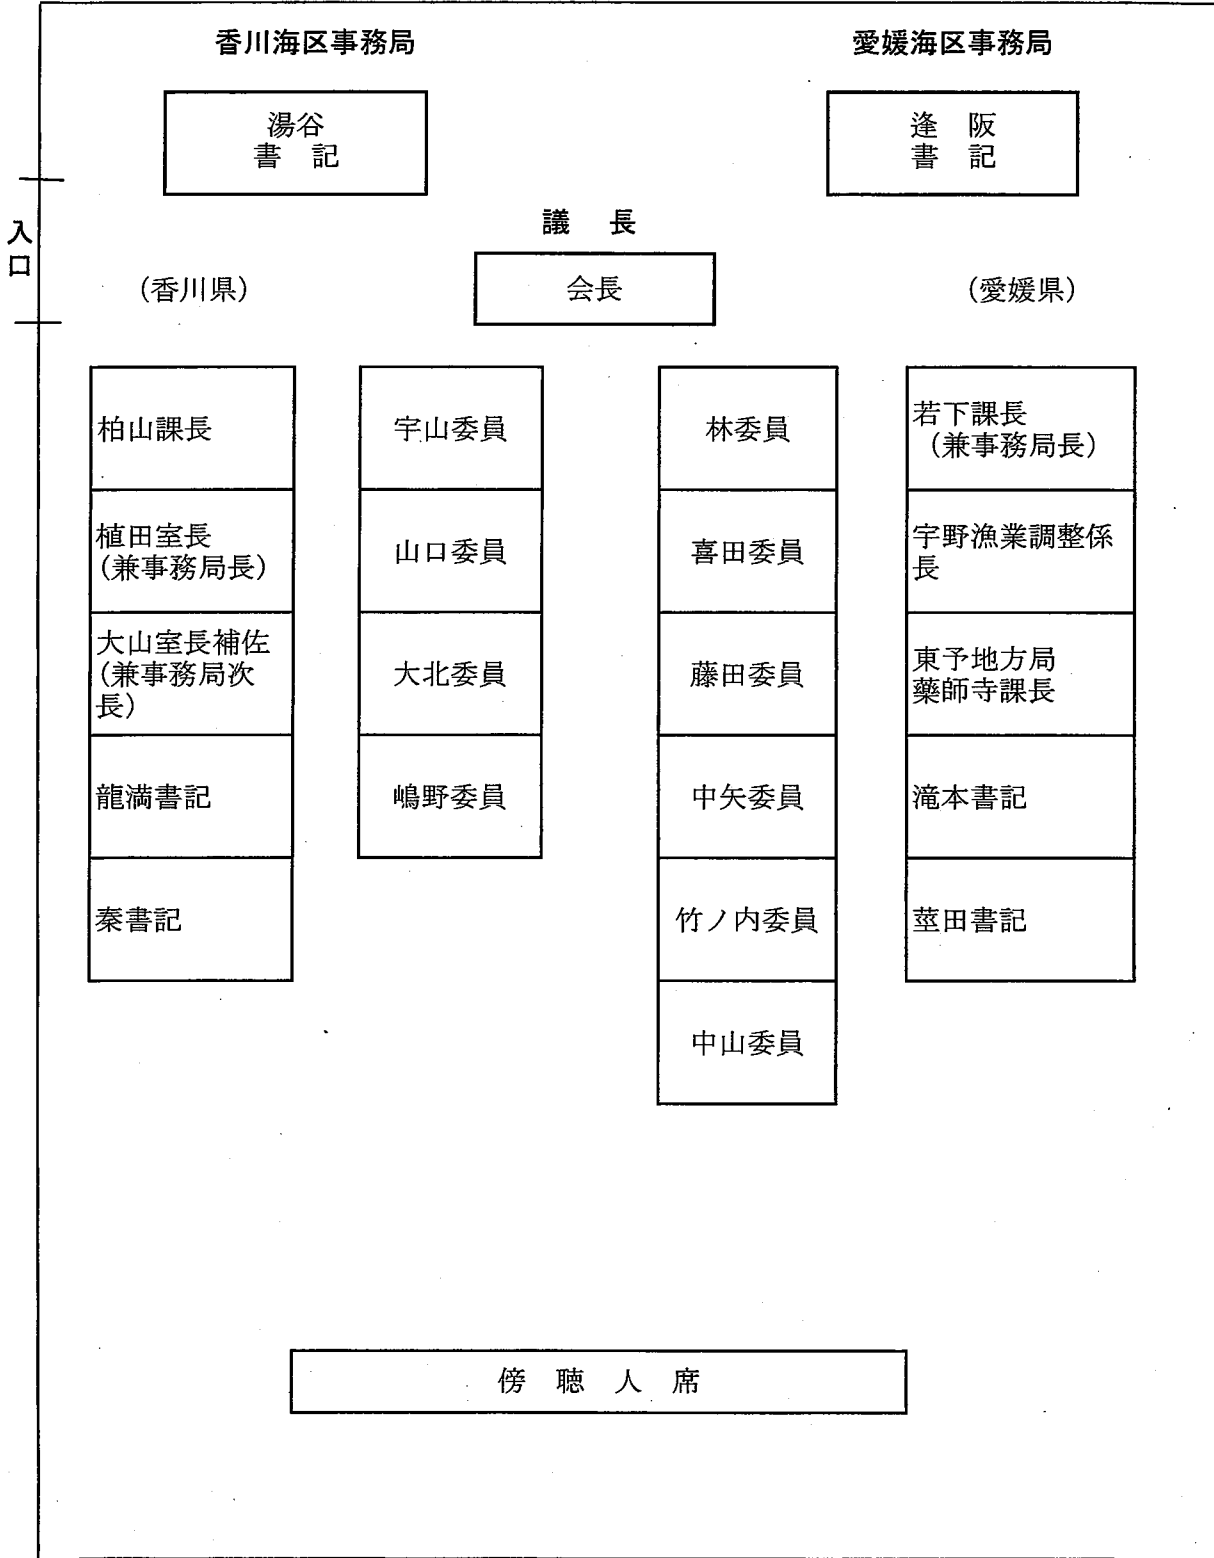 香川海区事務局
愛媛海区事務局
湯谷
書 記
逢 阪
書 記
入
口
議 長
会長
(香川県)
(愛媛県)
柏山課長
植田室長
(兼事務局長)
大山室長補佐
(兼事務局次
長)
龍満書記
秦書記
宇山委員
山口委員
大北委員
嶋野委員
林委員
喜田委員
藤田委員
中矢委員
竹ノ内委員
中山委員
若下課長
(兼事務局長)
宇野漁業調整係
長
東予地方局
藥師寺課長
滝本書記
莖田書記
傍 聴 人 席